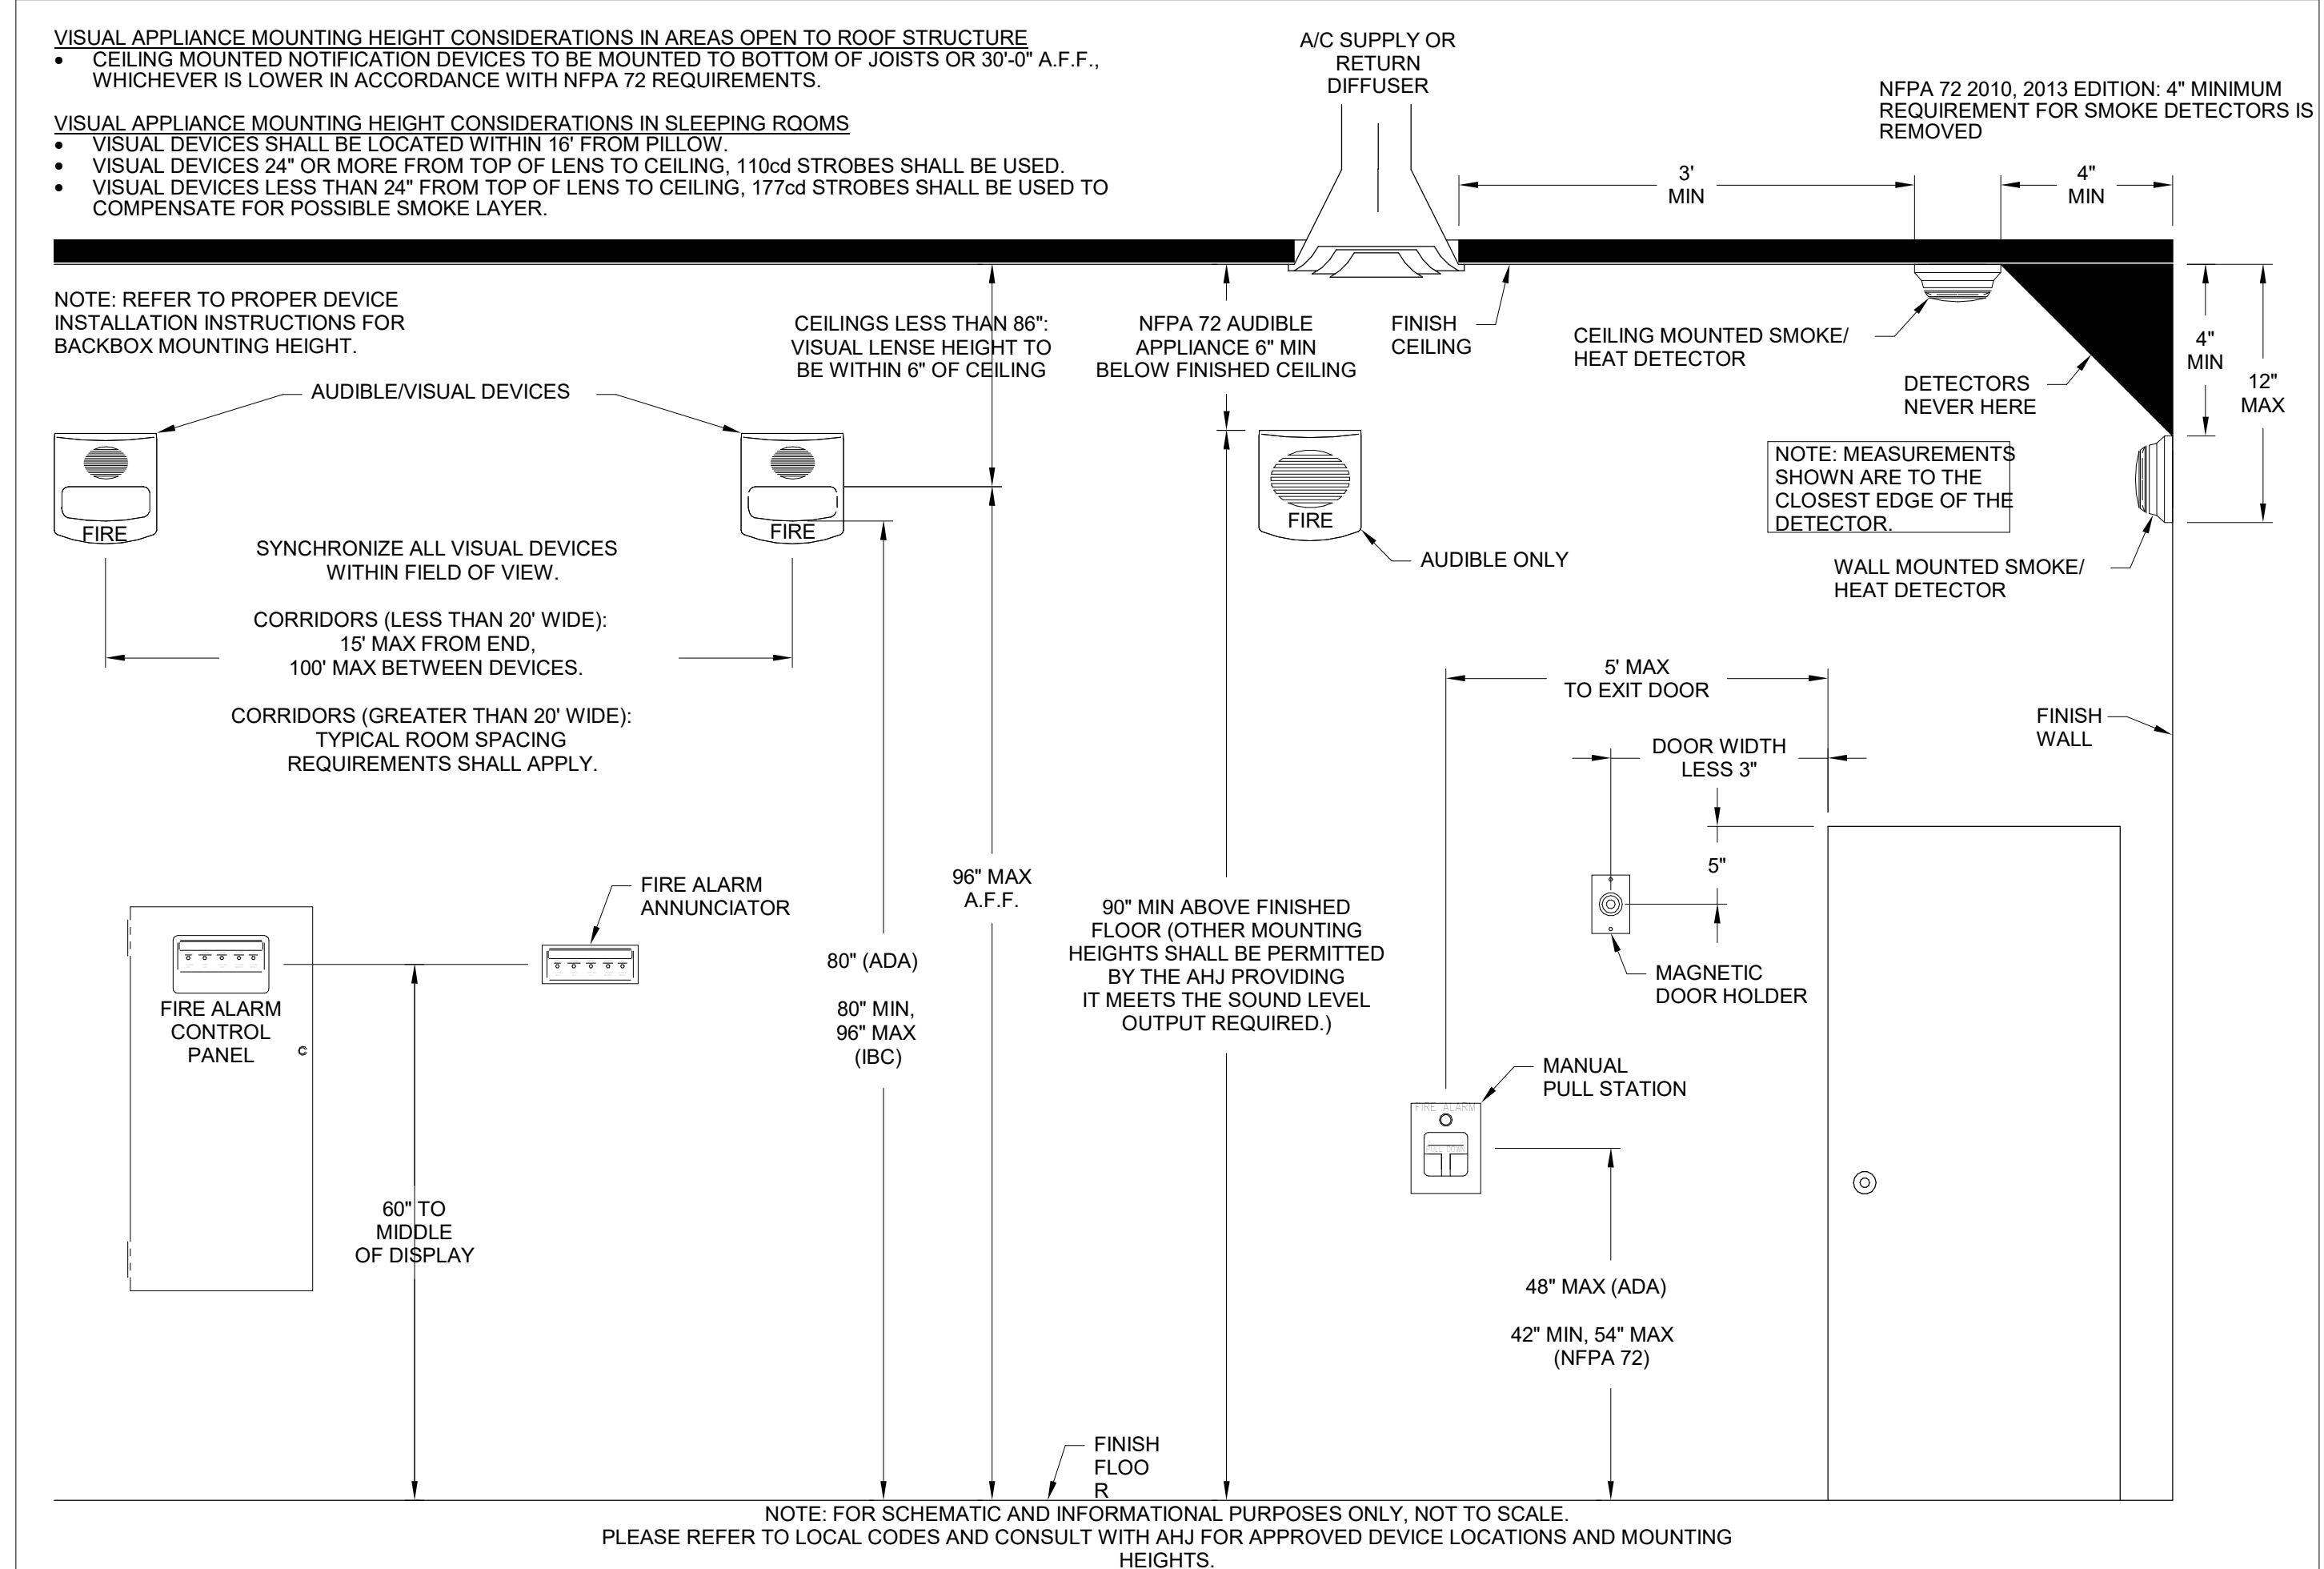 VISUAL APPLIANCE MOUNTING HEIGHT CONSIDERATIONS IN AREAS OPEN TO ROOF STRUCTURE
• CEILING MOUNTED NOTIFICATION DEVICES TO BE MOUNTED TO BOTTOM OF JOISTS OR 30'-0" A.F.F.,
WHICHEVER IS LOWER IN ACCORDANCE WITH NFPA 72 REQUIREMENTS.
VISUAL APPLIANCE MOUNTING HEIGHT CONSIDERATIONS IN SLEEPING ROOMS
• VISUAL DEVICES SHALL BE LOCATED WITHIN 16' FROM PILLOW.
• VISUAL DEVICES 24" OR MORE FROM TOP OF LENS TO CEILING, 110cd STROBES SHALL BE USED.
• VISUAL DEVICES LESS THAN 24" FROM TOP OF LENS TO CEILING, 177cd STROBES SHALL BE USED TO
COMPENSATE FOR POSSIBLE SMOKE LAYER.
A/C SUPPLY OR
RETURN
DIFFUSER
NFPA 72 2010, 2013 EDITION: 4" MINIMUM
REQUIREMENT FOR SMOKE DETECTORS IS
REMOVED
3'
MIN
4"
MIN
NOTE: REFER TO PROPER DEVICE
INSTALLATION INSTRUCTIONS FOR
BACKBOX MOUNTING HEIGHT.
CEILINGS LESS THAN 86":
VISUAL LENSE HEIGHT TO
BE WITHIN 6" OF CEILING
NFPA 72 AUDIBLE
APPLIANCE 6" MIN
BELOW FINISHED CEILING
FINISH
CEILING
CEILING MOUNTED SMOKE/
HEAT DETECTOR
4"
MIN
12"
MAX
DETECTORS
NEVER HERE
AUDIBLE/VISUAL DEVICES
FIRE
FIRE
FIRE
NOTE: MEASUREMENTS
SHOWN ARE TO THE
CLOSEST EDGE OF THE
DETECTOR.
AUDIBLE ONLY
WALL MOUNTED SMOKE/
HEAT DETECTOR
SYNCHRONIZE ALL VISUAL DEVICES
WITHIN FIELD OF VIEW.
CORRIDORS (LESS THAN 20' WIDE):
15' MAX FROM END,
100' MAX BETWEEN DEVICES.
CORRIDORS (GREATER THAN 20' WIDE):
TYPICAL ROOM SPACING
REQUIREMENTS SHALL APPLY.
5' MAX
TO EXIT DOOR
FINISH
WALL
DOOR WIDTH
LESS 3"
5"
FIRE ALARM
ANNUNCIATOR
96" MAX
A.F.F.
90" MIN ABOVE FINISHED
FLOOR (OTHER MOUNTING
HEIGHTS SHALL BE PERMITTED
BY THE AHJ PROVIDING
IT MEETS THE SOUND LEVEL
OUTPUT REQUIRED.)
80" (ADA)
80" MIN,
96" MAX
(IBC)
MAGNETIC
DOOR HOLDER
FIRE ALARM
CONTROL
PANEL
MANUAL
PULL STATION
FIRE ALARM
PULL DOWN
60" TO
MIDDLE
OF DISPLAY
48" MAX (ADA)
42" MIN, 54" MAX
(NFPA 72)
FINISH
FLOO
R
NOTE: FOR SCHEMATIC AND INFORMATIONAL PURPOSES ONLY, NOT TO SCALE.
PLEASE REFER TO LOCAL CODES AND CONSULT WITH AHJ FOR APPROVED DEVICE LOCATIONS AND MOUNTING
HEIGHTS.